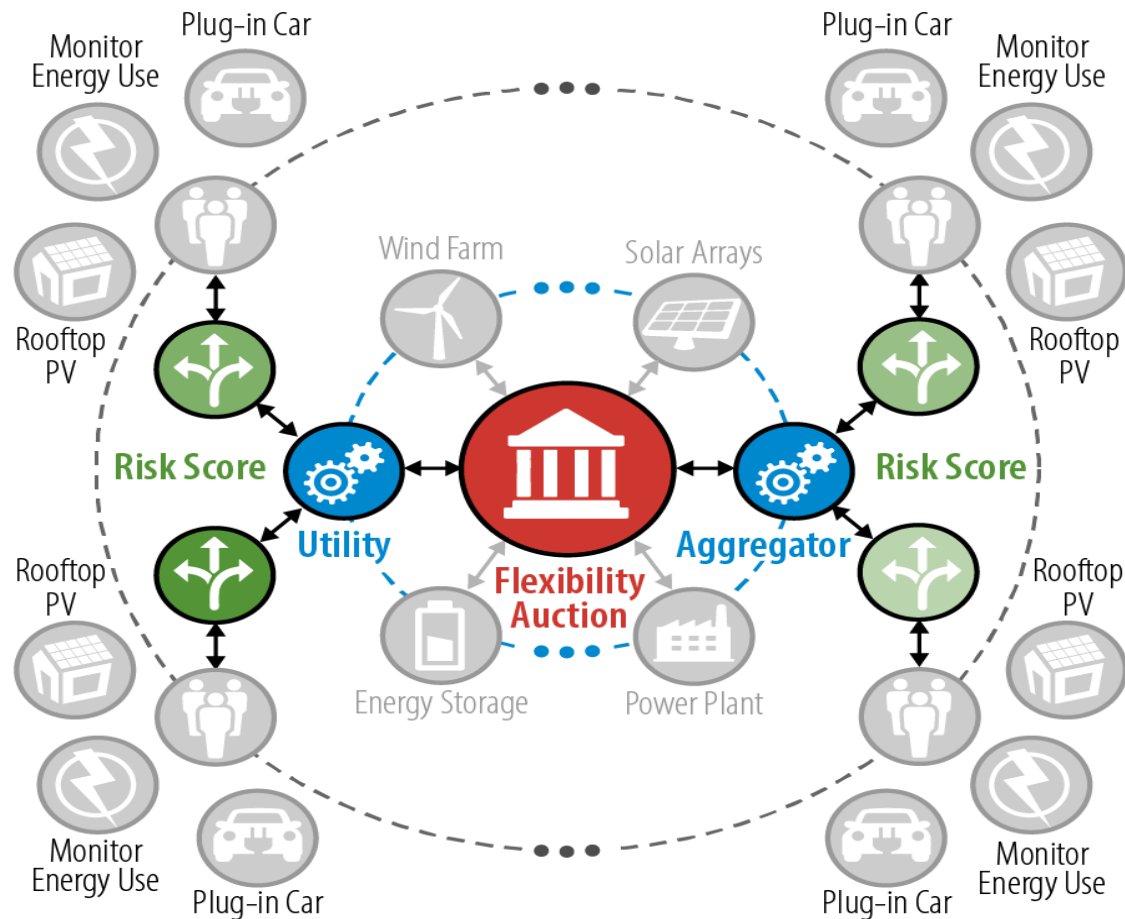 Plug-in Car
Monitor
Energy Use
Rooftop
PV
Plug-in Car
Monitor
Energy Use
Rooftop
PV
Wind Farm
Solar Arrays
Risk Score
Utility
Flexibility
Auction
Aggregator
Risk Score
Energy Storage
Power Plant
Rooftop
PV
Monitor
Energy Use
Plug-in Car
Rooftop
PV
Monitor
Energy Use
Plug-in Car